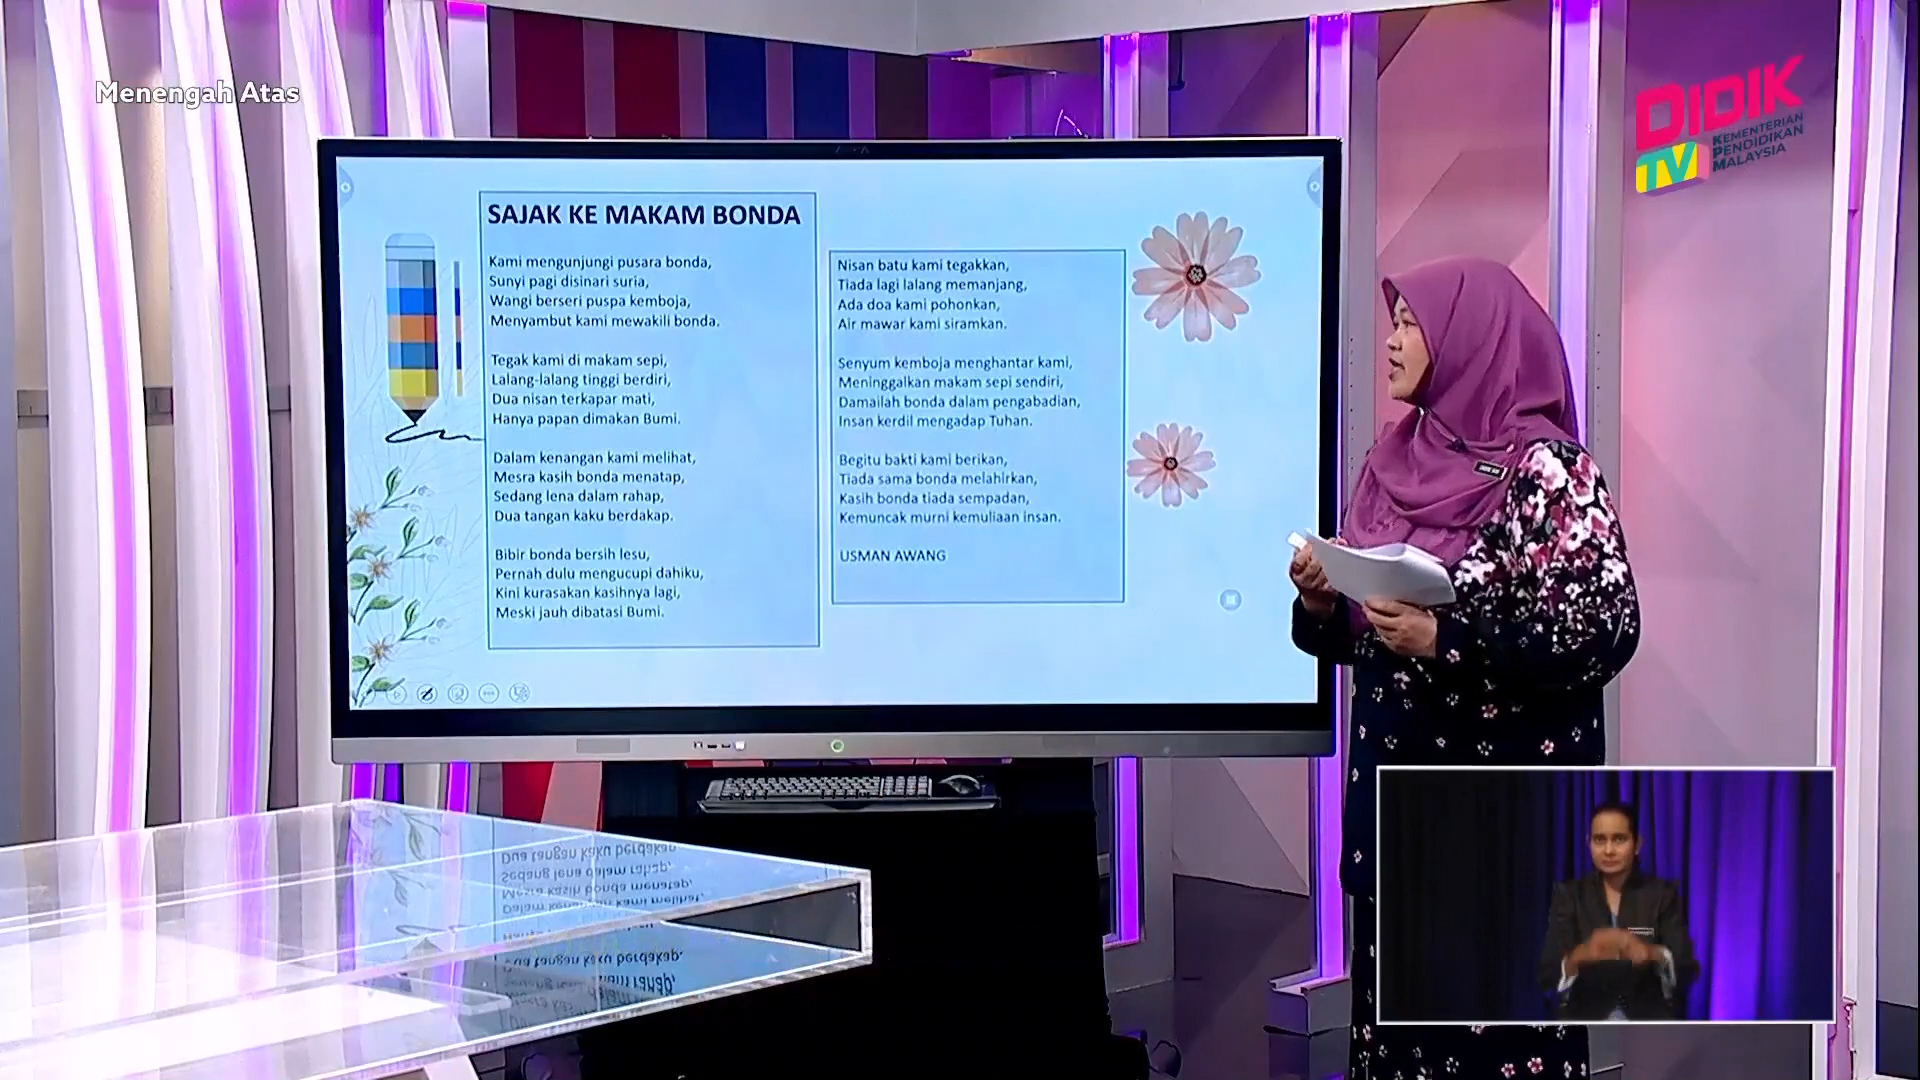 Menengah Atas
DIDIK
TV
KEMENTERIAN
PENDIDIKAN
MALAYSIA
SAJAK KE MAKAM BONDA
Kami mengunjungi pusara bonda,
Sunyi pagi disinari suria,
Wangi berseri puspa kemboja,
Menyambut kami mewakili bonda.
Tegak kami di makam sepi,
Lalang-lalang tinggi berdiri,
Dua nisan terkapar mati,
Hanya papan dimakan Bumi.
Dalam kenangan kami melihat,
Mesra kasih bonda menatap,
Sedang lena dalam rahap,
Dua tangan kaku berdakap.
Bibir bonda bersih lesu,
Pernah dulu mengucupi dahiku,
Kini kurasakan kasihnya lagi,
Meski jauh dibatasi Bumi.
Nisan batu kami tegakkan,
Tiada lagi lalang memanjang,
Ada doa kami pohonkan,
Air mawar kami siramkan.
Senyum kemboja menghantar kami,
Meninggalkan makam sepi sendiri,
Damailah bonda dalam pengabadian,
Insan kerdil mengadap Tuhan.
Begitu bakti kami berikan,
Tiada sama bonda melahirkan,
Kasih bonda tiada sempadan,
Kemuncak murni kemuliaan insan.
USMAN AWANG